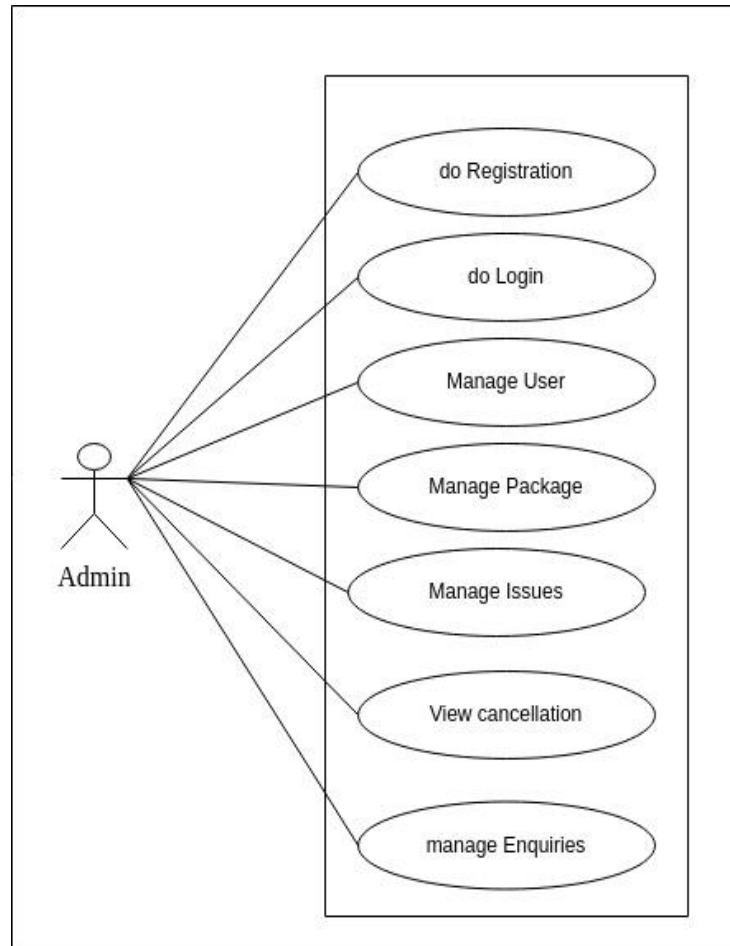 do Registration
do Login
Manage User
Manage Package
Manage Issues
Admin
View cancellation
manage Enquiries